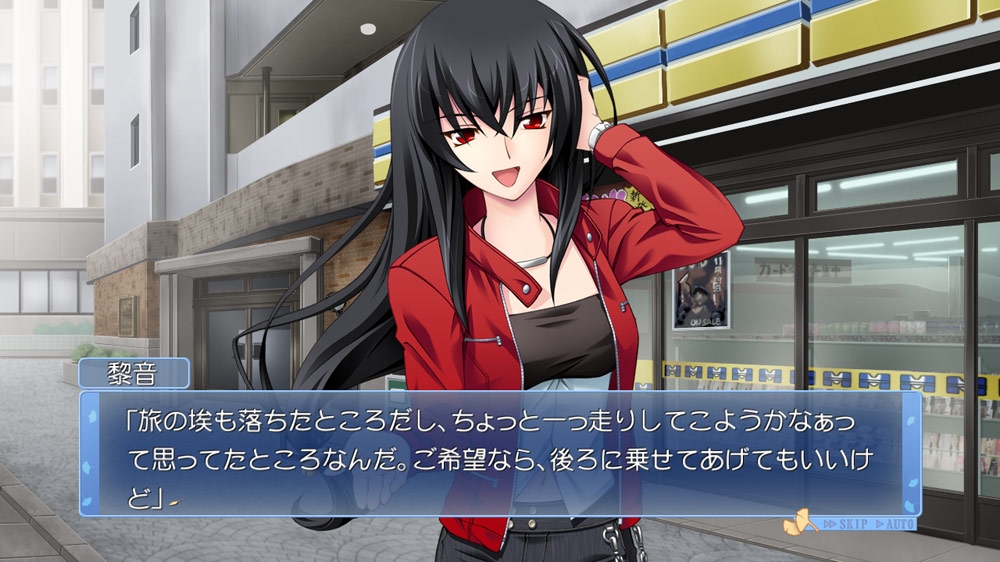 新
ON SALE
黎音
「旅の埃も落ちたところだし、ちょっと一っ走りしてこようかなぁっ
て思ってたところなんだ。ご希望なら、後ろに乗せてあげてもいいけ
ど」
SKIP AUTO